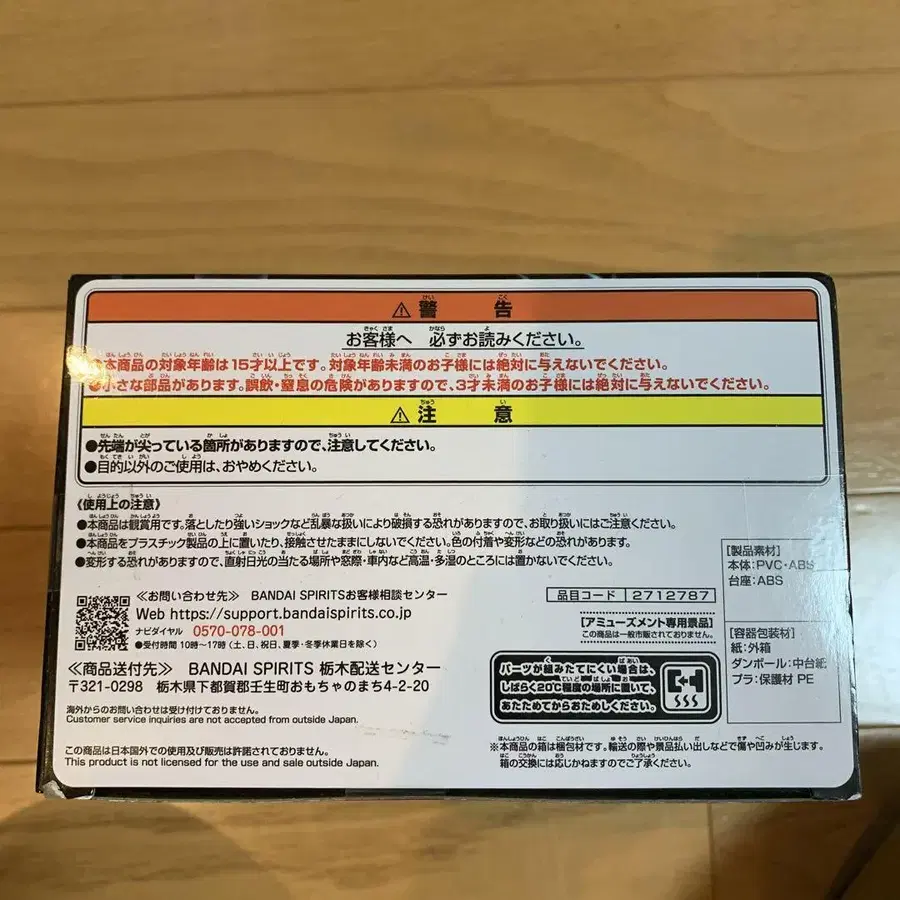 ⚠警告
お客様へ 必ずお読みください。
●本商品の対象年齢は15才以上です。対象年齢未満のお子様には絶対に与えないでください。
●小さな部品があります。誤飲・窒息の危険がありますので、3才未満のお子様には絶対に与えないでください。
⚠注意
●先端が尖っている箇所がありますので、注意してください。
●目的以外のご使用は、おやめください。
《使用上の注意》
●本商品は観賞用です。落としたり強いショックなど乱暴な扱いにより破損する恐れがありますので、お取り扱いにはご注意ください。
●本商品をプラスチック製品の上に置いたり、接触させたままにしないでください。色の付着や変形などの恐れがあります。
●変形する恐れがありますので、直射日光の当たる場所や窓際・車内など高温・多湿のところには置かないでください。
≪お問い合わせ先≫ BANDAI SPIRITSお客様相談センター
Web https://support.bandaispirits.co.jp
ナビダイヤル 0570-078-001
●受付時間 10時~17時(土、日、祝日、夏季・冬季休業日を除く)
≪商品送付先≫ BANDAI SPIRITS 栃木配送センター
〒321-0298 栃木県下都賀郡壬生町おもちゃのまち4-2-20
海外からのお問い合わせは受け付けておりません。
Customer service inquiries are not accepted from outside Japan.
この商品は日本国外での使用及び販売は許諾されておりません。
This product is not licensed for the use and sale outside Japan.
品目コード 2712787
[アミューズメント専用景品]
この商品は一般市販されておりません。
パーツが組みたてにくい場合は、
しばらく20℃程度の場所に置いて、
あたためてからおためしください。
※本商品の箱は梱包材です。輸送の際や景品払い出しなどで傷や凹みが生じます。
箱の交換には応じかねますのでご了承ください。
[製品素材]
本体:PVC・ABS
台座:ABS
[容器包装材]
紙:外箱
ダンボール:中台紙
プラ:保護材 PE